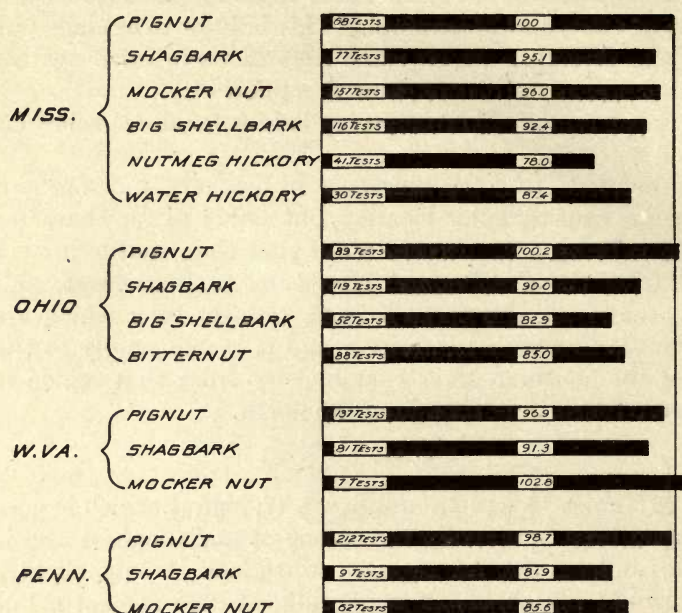 PIGNUT 68 TESTS 100
SHAGBARK 77 TESTS 95.1
MOCKER NUT 157 TESTS 96.0
MISS.
BIG SHELLBARK 116 TESTS 92.4
NUTMEG HICKORY 41 TESTS 78.0
WATER HICKORY 30 TESTS 87.4
PIGNUT 89 TESTS 100.2
SHAGBARK 119 TESTS 90.0
OHIO
BIG SHELLBARK 52 TESTS 82.9
BITTERNUT 88 TESTS 85.0
PIGNUT 137 TESTS 96.9
W.VA. SHAGBARK 81 TESTS 91.3
MOCKER NUT 7 TESTS 102.8
PIGNUT 212 TESTS 98.7
PENN. SHAGBARK 9 TESTS 81.9
MOCKER NUT 62 TESTS 85.6